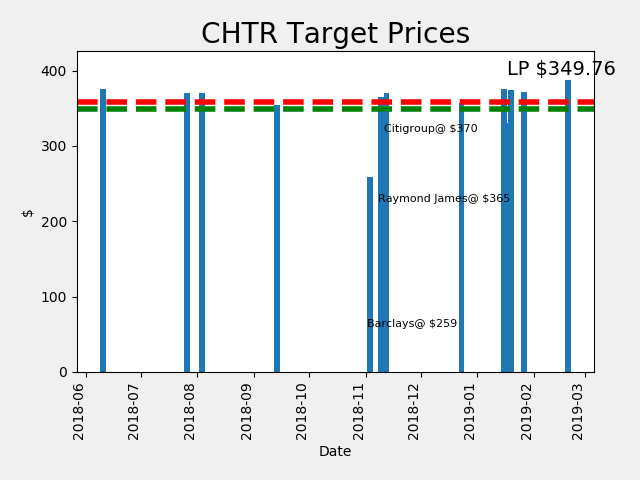 CHTR Target Prices
LP $349.76
400
300
200
100
0
$
Citigroup@ $370
Raymond James@ $365
Barclays@ $259
2018-06
2018-07
2018-08
2018-09
2018-10
2018-11
2018-12
2019-01
2019-02
2019-03
Date